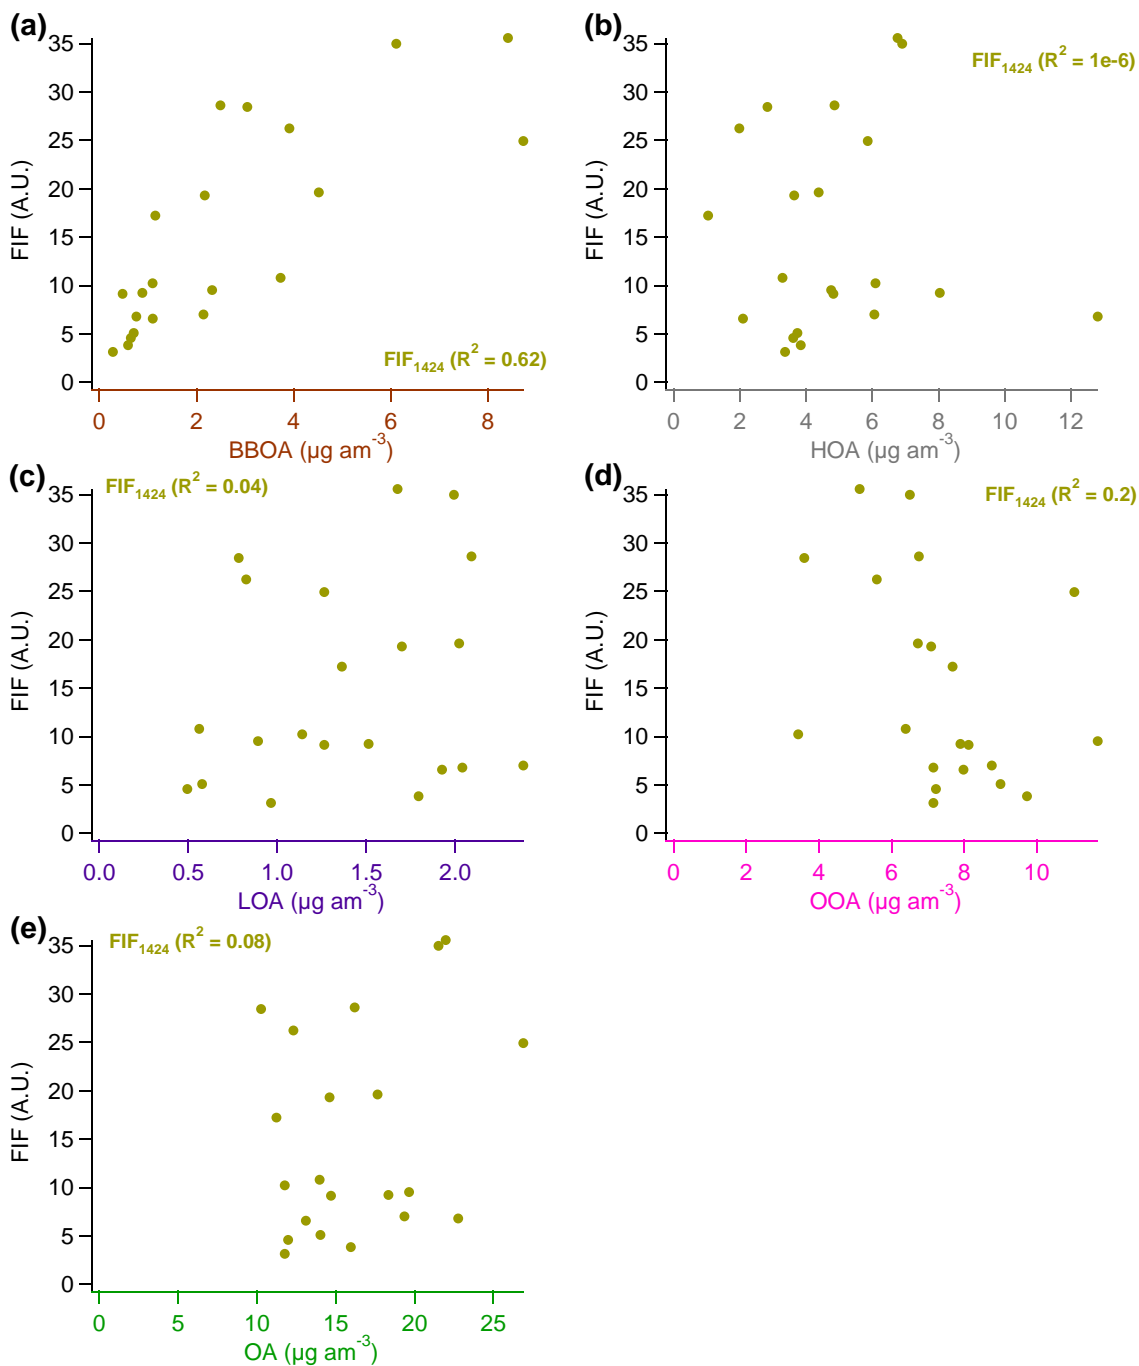 (a)
35
30
25
20
15
10
5
0
FIF (A.U.)
FIF1424 (R2 = 0.62)
0 2 4 6 8
BBOA (µg am-3)
(b)
35
30
25
20
15
10
5
0
FIF (A.U.)
FIF1424 (R2 = 1e-6)
0 2 4 6 8 10 12
HOA (µg am-3)
(c)
35
30
25
20
15
10
5
0
FIF (A.U.)
FIF1424 (R2 = 0.04)
0.0 0.5 1.0 1.5 2.0
LOA (µg am-3)
(d)
35
30
25
20
15
10
5
0
FIF (A.U.)
FIF1424 (R2 = 0.2)
0 2 4 6 8 10
OOA (µg am-3)
(e)
35
30
25
20
15
10
5
0
FIF (A.U.)
FIF1424 (R2 = 0.08)
0 5 10 15 20 25
OA (µg am-3)